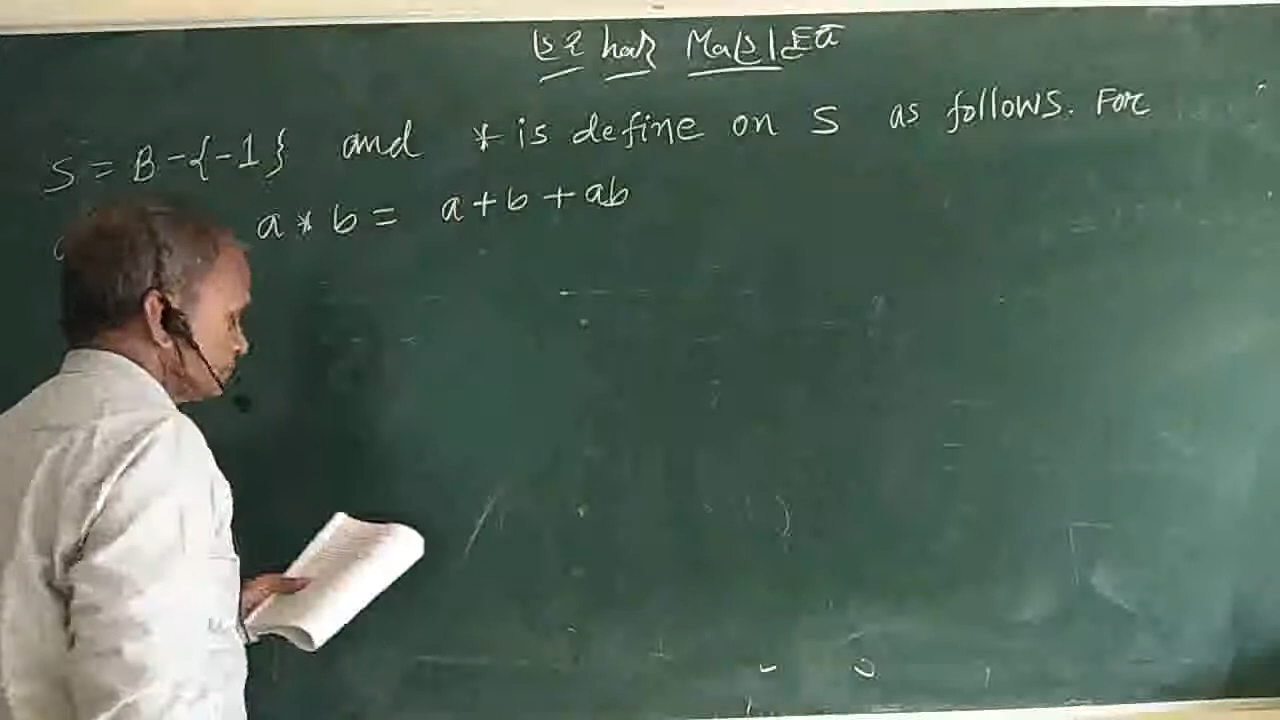 S = B - {-1} and * is define on S as follows. For
a * b = a + b + ab